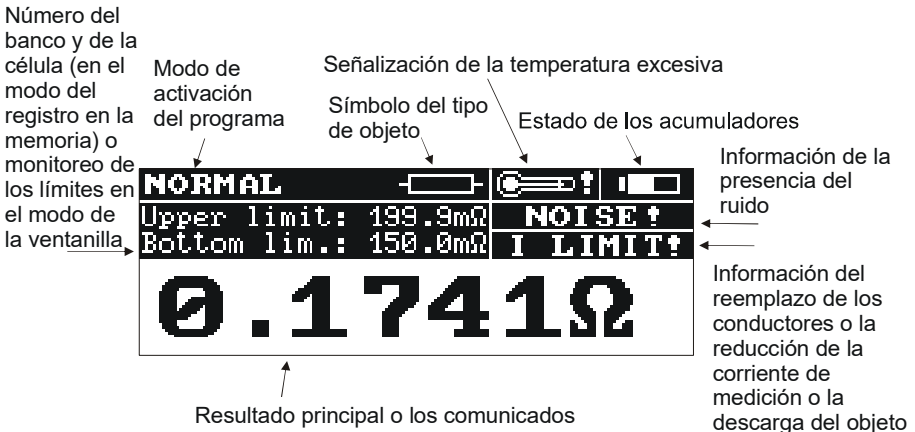 Número del
banco y de la
célula (en el
modo del
registro en la
memoria) o
monitoreo de
los límites en
el modo de
la ventanilla
Modo de
activación
del programa
Señalización de la temperatura excesiva
Símbolo del tipo
de objeto
Estado de los acumuladores
Información de la
presencia del
ruido
NORMAL
Upper limit: 199.9mΩ
NOISE!
Bottom lim.: 150.0mΩ
I LIMIT!
0.1741Ω
Información del
reemplazo de los
conductores o la
reducción de la
corriente de
medición o la
descarga del objeto
Resultado principal o los comunicados